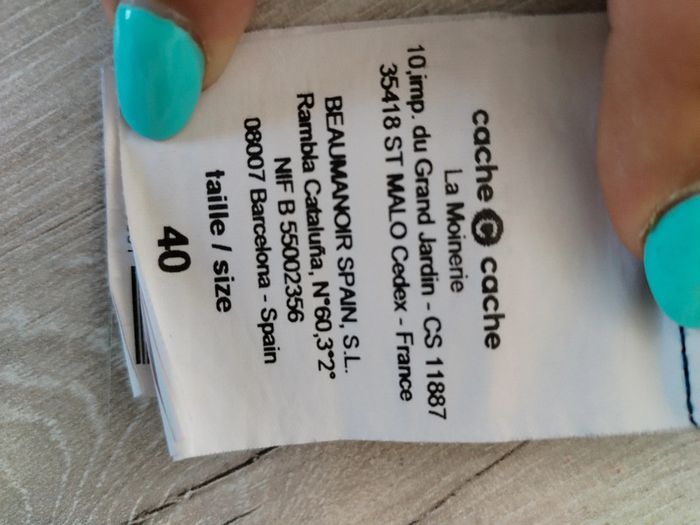 cache C cache
La Moinerie
10,imp. du Grand Jardin - CS 11887
35418 ST MALO Cedex - France
BEAUMANOIR SPAIN, S.L.
Rambla Cataluña, N°60,3°2°
NIF B 55002356
08007 Barcelona - Spain
taille / size
40